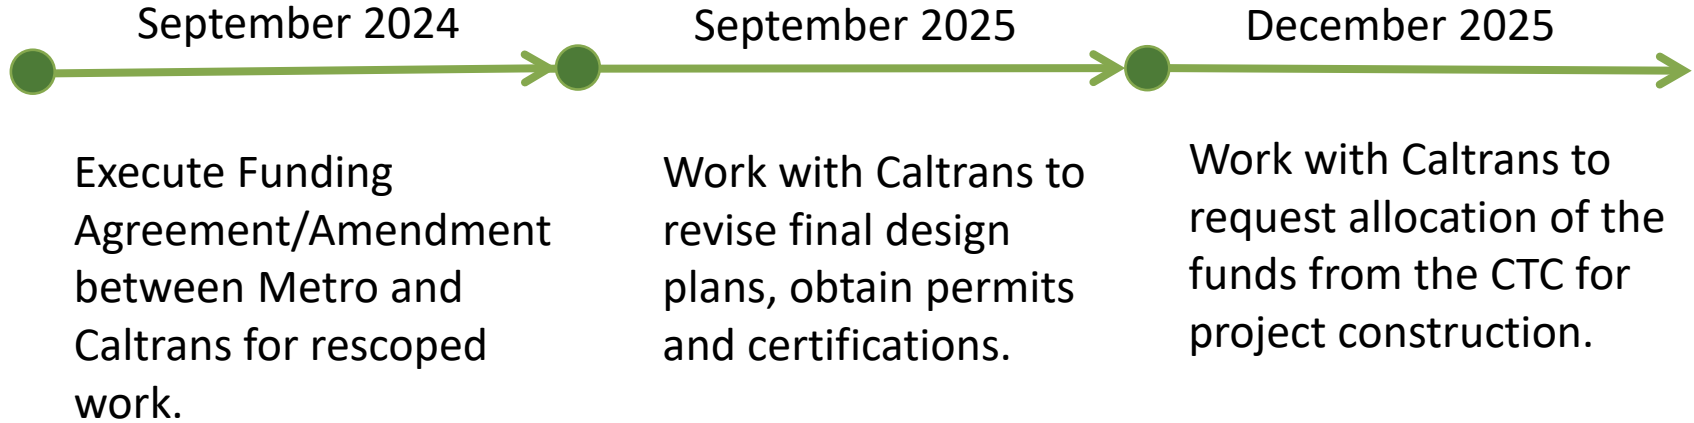 September 2024
September 2025
December 2025
Execute Funding
Agreement/Amendment
between Metro and
Caltrans for rescoped
work.
Work with Caltrans to
revise final design
plans, obtain permits
and certifications.
Work with Caltrans to
request allocation of the
funds from the CTC for
project construction.